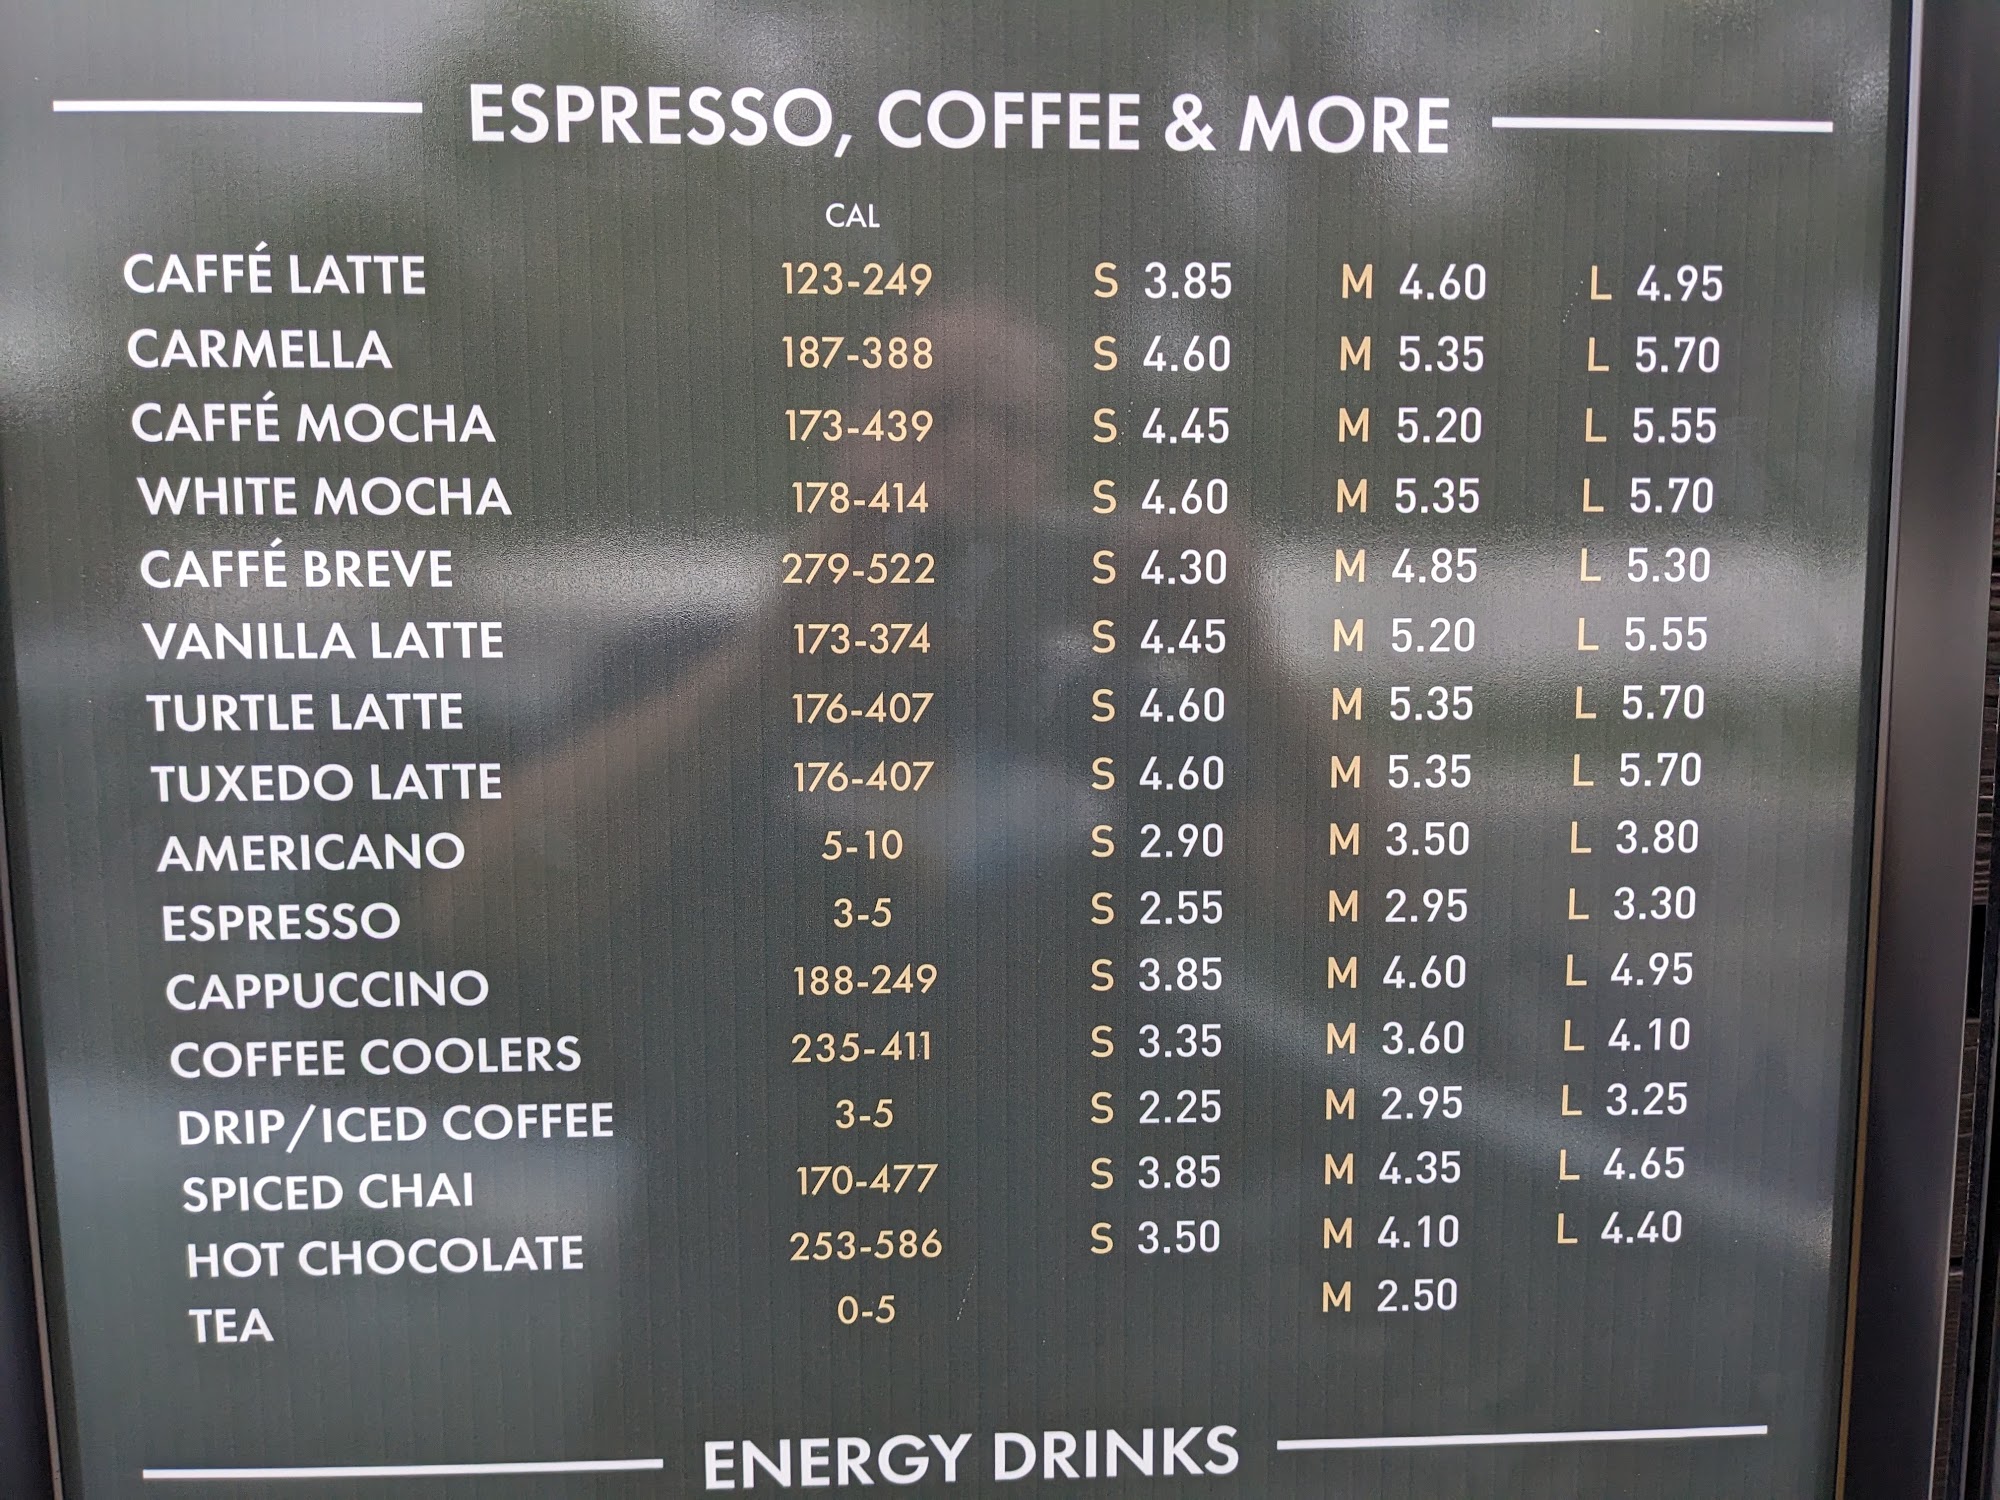 ESPRESSO, COFFEE & MORE
CAL
CAFFÉ LATTE 123-249 S 3.85 M 4.60 L 4.95
CARMELLA 187-388 S 4.60 M 5.35 L 5.70
CAFFÉ MOCHA 173-439 S 4.45 M 5.20 L 5.55
WHITE MOCHA 178-414 S 4.60 M 5.35 L 5.70
CAFFÉ BREVE 279-522 S 4.30 M 4.85 L 5.30
VANILLA LATTE 173-374 S 4.45 M 5.20 L 5.55
TURTLE LATTE 176-407 S 4.60 M 5.35 L 5.70
TUXEDO LATTE 176-407 S 4.60 M 5.35 L 5.70
AMERICANO 5-10 S 2.90 M 3.50 L 3.80
ESPRESSO 3-5 S 2.55 M 2.95 L 3.30
CAPPUCCINO 188-249 S 3.85 M 4.60 L 4.95
COFFEE COOLERS 235-411 S 3.35 M 3.60 L 4.10
DRIP/ICED COFFEE 3-5 S 2.25 M 2.95 L 3.25
SPICED CHAI 170-477 S 3.85 M 4.35 L 4.65
HOT CHOCOLATE 253-586 S 3.50 M 4.10 L 4.40
TEA 0-5 M 2.50
ENERGY DRINKS